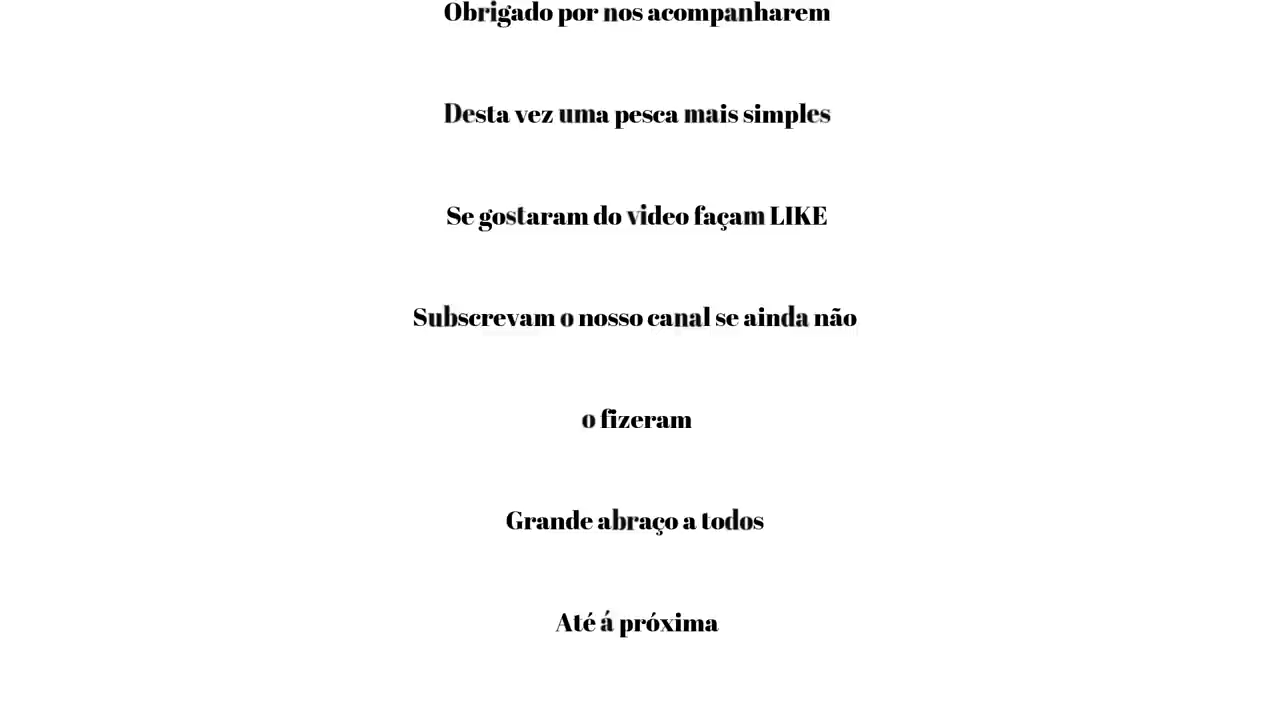 Obrigado por nos acompanharem
Desta vez uma pesca mais simples
Se gostaram do video façam LIKE
Subscrevam o nosso canal se ainda não
o fizeram
Grande abraço a todos
Até á próxima